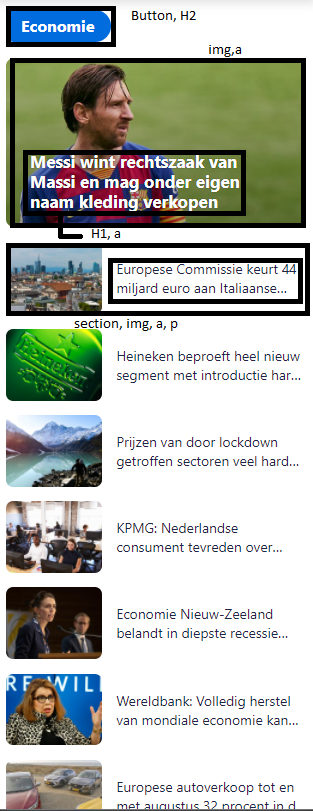 Button, H2
Economie
img,a
Messi wint rechtszaak van
Massi en mag onder eigen
naam kleding verkopen
H1, a
Europese Commissie keurt 44
miljard euro aan Italiaanse...
section, img, a, p
Heineken beproeft heel nieuw
segment met introductie har...
Prijzen van door lockdown
getroffen sectoren veel hard...
KPMG: Nederlandse
consument tevreden over...
Economie Nieuw-Zeeland
belandt in diepste recessie...
RE WILL
Wereldbank: Volledig herstel
van mondiale economie kan...
Europese autoverkoop tot en
met augustus 32 procent in d